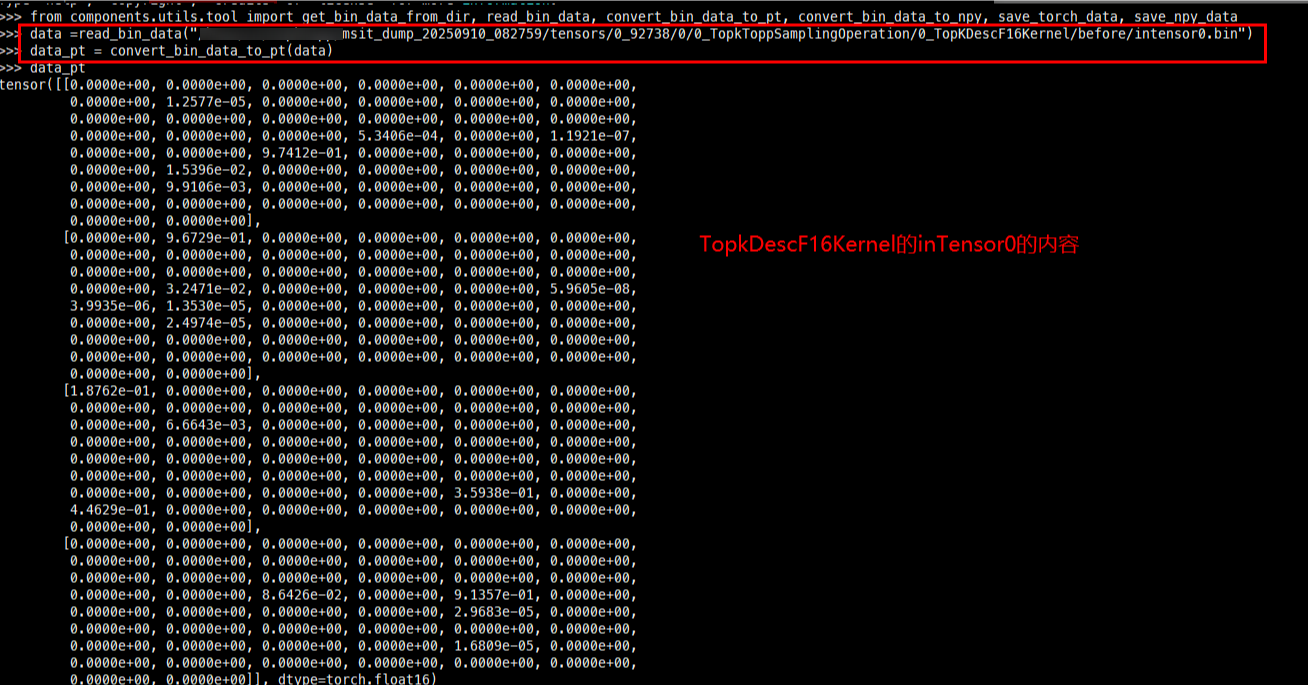 >>> from components.utils.tool import get_bin_data_from_dir, read_bin_data, convert_bin_data_to_pt, convert_bin_data_to_npy, save_torch_data, save_npy_data
>>> data =read_bin_data("/ msit_dump_20250910_082759/tensors/0_92738/0/0_TopkToppSamplingOperation/0_TopKDescF16Kernel/before/intensor0.bin")
>>> data_pt = convert_bin_data_to_pt(data)
>>> data_pt
tensor([[0.0000e+00, 0.0000e+00, 0.0000e+00, 0.0000e+00, 0.0000e+00, 0.0000e+00,
0.0000e+00, 1.2577e-05, 0.0000e+00, 0.0000e+00, 0.0000e+00, 0.0000e+00,
0.0000e+00, 0.0000e+00, 0.0000e+00, 0.0000e+00, 0.0000e+00, 0.0000e+00,
0.0000e+00, 0.0000e+00, 0.0000e+00, 5.3406e-04, 0.0000e+00, 1.1921e-07,
0.0000e+00, 0.0000e+00, 9.7412e-01, 0.0000e+00, 0.0000e+00, 0.0000e+00,
0.0000e+00, 1.5396e-02, 0.0000e+00, 0.0000e+00, 0.0000e+00, 0.0000e+00,
0.0000e+00, 9.9106e-03, 0.0000e+00, 0.0000e+00, 0.0000e+00, 0.0000e+00,
0.0000e+00, 0.0000e+00, 0.0000e+00, 0.0000e+00, 0.0000e+00, 0.0000e+00,
0.0000e+00, 0.0000e+00],
[0.0000e+00, 9.6729e-01, 0.0000e+00, 0.0000e+00, 0.0000e+00, 0.0000e+00,
TopkDescF16Kernel的inTensor0的内容
0.0000e+00, 0.0000e+00, 0.0000e+00, 0.0000e+00, 0.0000e+00, 0.0000e+00,
0.0000e+00, 0.0000e+00, 0.0000e+00, 0.0000e+00, 0.0000e+00, 0.0000e+00,
0.0000e+00, 3.2471e-02, 0.0000e+00, 0.0000e+00, 0.0000e+00, 5.9605e-08,
3.9935e-06, 1.3530e-05, 0.0000e+00, 0.0000e+00, 0.0000e+00, 0.0000e+00,
0.0000e+00, 2.4974e-05, 0.0000e+00, 0.0000e+00, 0.0000e+00, 0.0000e+00,
0.0000e+00, 0.0000e+00, 0.0000e+00, 0.0000e+00, 0.0000e+00, 0.0000e+00,
0.0000e+00, 0.0000e+00, 0.0000e+00, 0.0000e+00, 0.0000e+00, 0.0000e+00,
0.0000e+00, 0.0000e+00],
[1.8762e-01, 0.0000e+00, 0.0000e+00, 0.0000e+00, 0.0000e+00, 0.0000e+00,
0.0000e+00, 0.0000e+00, 0.0000e+00, 0.0000e+00, 0.0000e+00, 0.0000e+00,
0.0000e+00, 6.6643e-03, 0.0000e+00, 0.0000e+00, 0.0000e+00, 0.0000e+00,
0.0000e+00, 0.0000e+00, 0.0000e+00, 0.0000e+00, 0.0000e+00, 0.0000e+00,
0.0000e+00, 0.0000e+00, 0.0000e+00, 0.0000e+00, 0.0000e+00, 0.0000e+00,
0.0000e+00, 0.0000e+00, 0.0000e+00, 0.0000e+00, 0.0000e+00, 0.0000e+00,
0.0000e+00, 0.0000e+00, 0.0000e+00, 0.0000e+00, 3.5938e-01, 0.0000e+00,
4.4629e-01, 0.0000e+00, 0.0000e+00, 0.0000e+00, 0.0000e+00, 0.0000e+00,
0.0000e+00, 0.0000e+00],
[0.0000e+00, 0.0000e+00, 0.0000e+00, 0.0000e+00, 0.0000e+00, 0.0000e+00,
0.0000e+00, 0.0000e+00, 0.0000e+00, 0.0000e+00, 0.0000e+00, 0.0000e+00,
0.0000e+00, 0.0000e+00, 0.0000e+00, 0.0000e+00, 0.0000e+00, 0.0000e+00,
0.0000e+00, 0.0000e+00, 8.6426e-02, 0.0000e+00, 9.1357e-01, 0.0000e+00,
0.0000e+00, 0.0000e+00, 0.0000e+00, 0.0000e+00, 2.9683e-05, 0.0000e+00,
0.0000e+00, 0.0000e+00, 0.0000e+00, 0.0000e+00, 0.0000e+00, 0.0000e+00,
0.0000e+00, 0.0000e+00, 0.0000e+00, 0.0000e+00, 1.6809e-05, 0.0000e+00,
0.0000e+00, 0.0000e+00, 0.0000e+00, 0.0000e+00, 0.0000e+00, 0.0000e+00,
0.0000e+00, 0.0000e+00]], dtype=torch.float16)